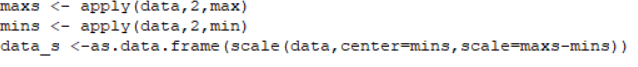 maxs <- apply(data,2,max)
mins <- apply(data,2,min)
data_s <-as.data.frame(scale(data,center=mins,scale=maxs-mins))